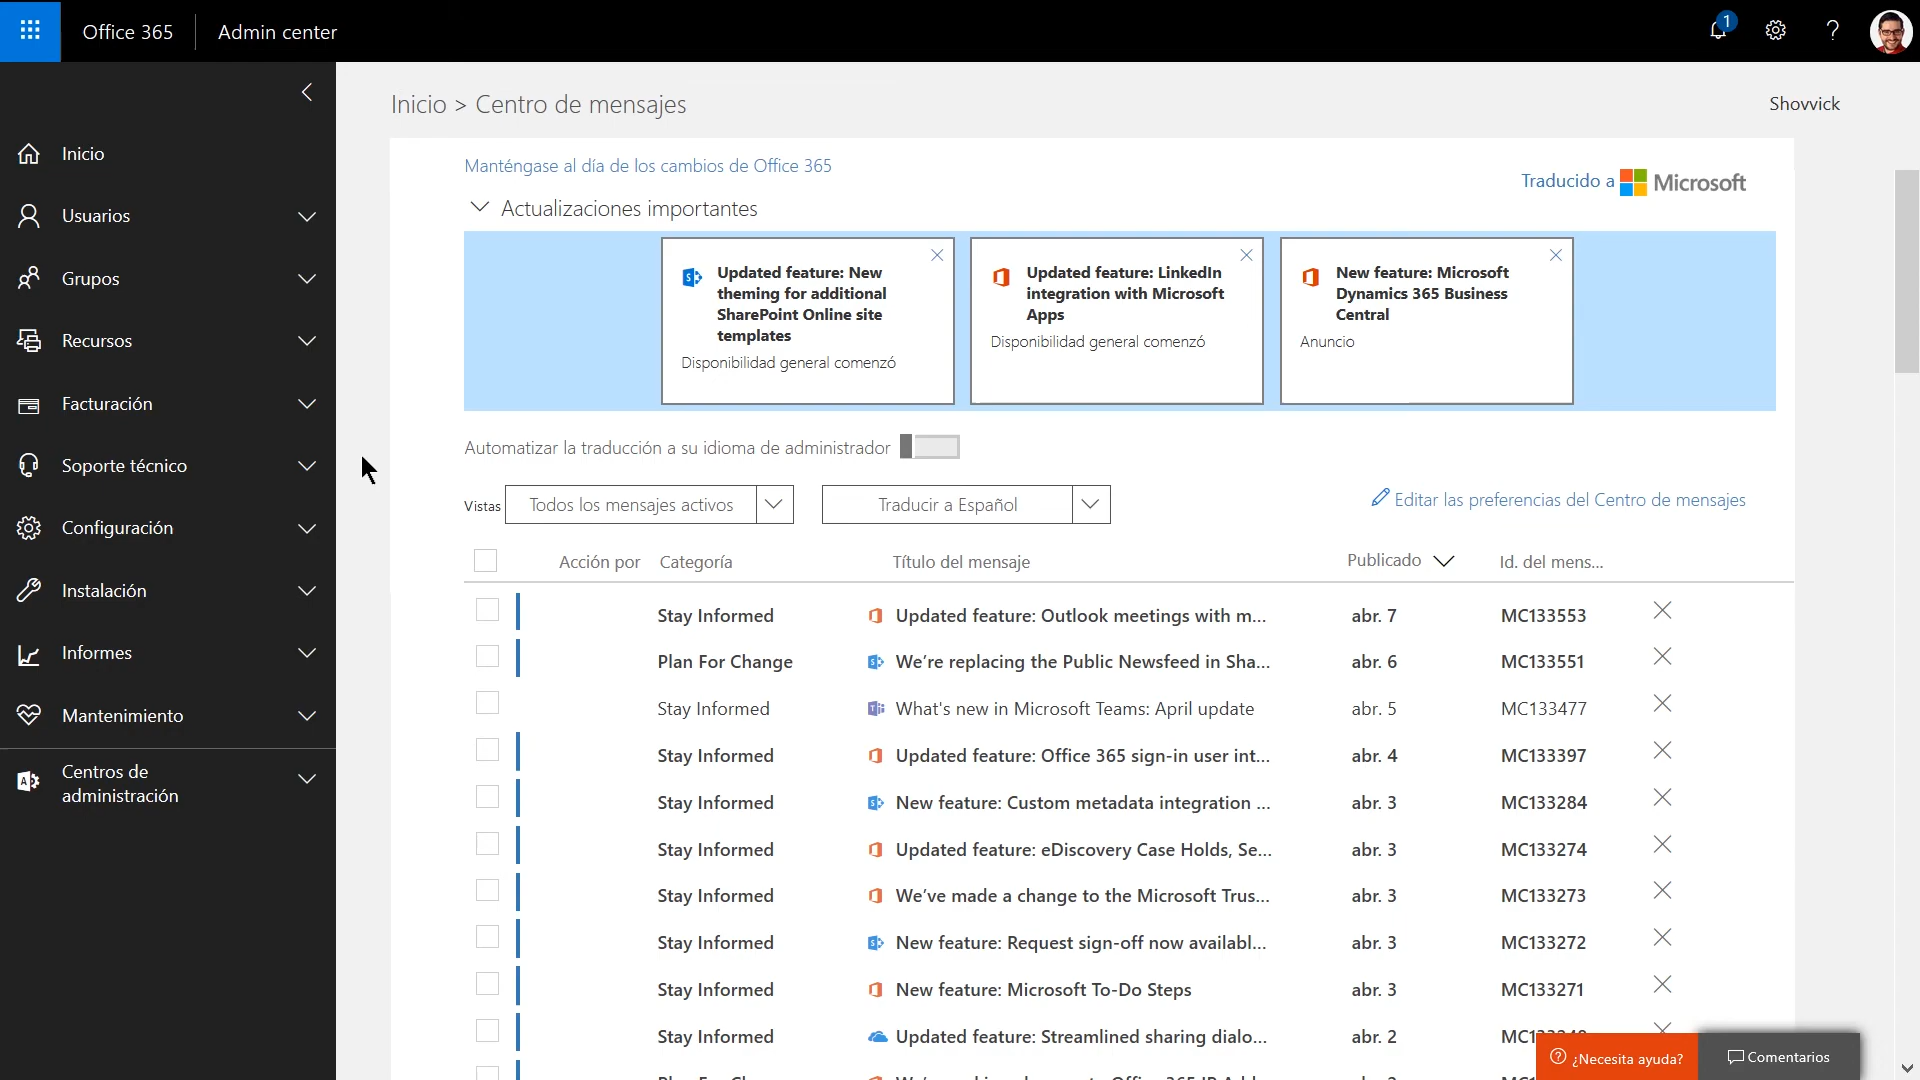 Office 365
Admin center
1
?
Inicio
Usuarios
Grupos
Recursos
Facturación
Soporte técnico
Configuración
Instalación
Informes
Mantenimiento
Centros de
administración
Inicio > Centro de mensajes
Shovvick
Manténgase al día de los cambios de Office 365
Traducido a Microsoft
Actualizaciones importantes
Updated feature: New
theming for additional
SharePoint Online site
templates
Disponibilidad general comenzó
Updated feature: LinkedIn
integration with Microsoft
Apps
Disponibilidad general comenzó
New feature: Microsoft
Dynamics 365 Business
Central
Anuncio
Automatizar la traducción a su idioma de administrador
Vistas Todos los mensajes activos Traducir a Español
Editar las preferencias del Centro de mensajes
Acción por Categoría Título del mensaje Publicado Id. del mens...
Stay Informed Updated feature: Outlook meetings with m... abr. 7 MC133553
Plan For Change We're replacing the Public Newsfeed in Sha... abr. 6 MC133551
Stay Informed What's new in Microsoft Teams: April update abr. 5 MC133477
Stay Informed Updated feature: Office 365 sign-in user int... abr. 4 MC133397
Stay Informed New feature: Custom metadata integration ... abr. 3 MC133284
Stay Informed Updated feature: eDiscovery Case Holds, Se... abr. 3 MC133274
Stay Informed We've made a change to the Microsoft Trus... abr. 3 MC133273
Stay Informed New feature: Request sign-off now availabl... abr. 3 MC133272
Stay Informed New feature: Microsoft To-Do Steps abr. 3 MC133271
Stay Informed Updated feature: Streamlined sharing dialo... abr. 2
¿Necesita ayuda?
Comentarios